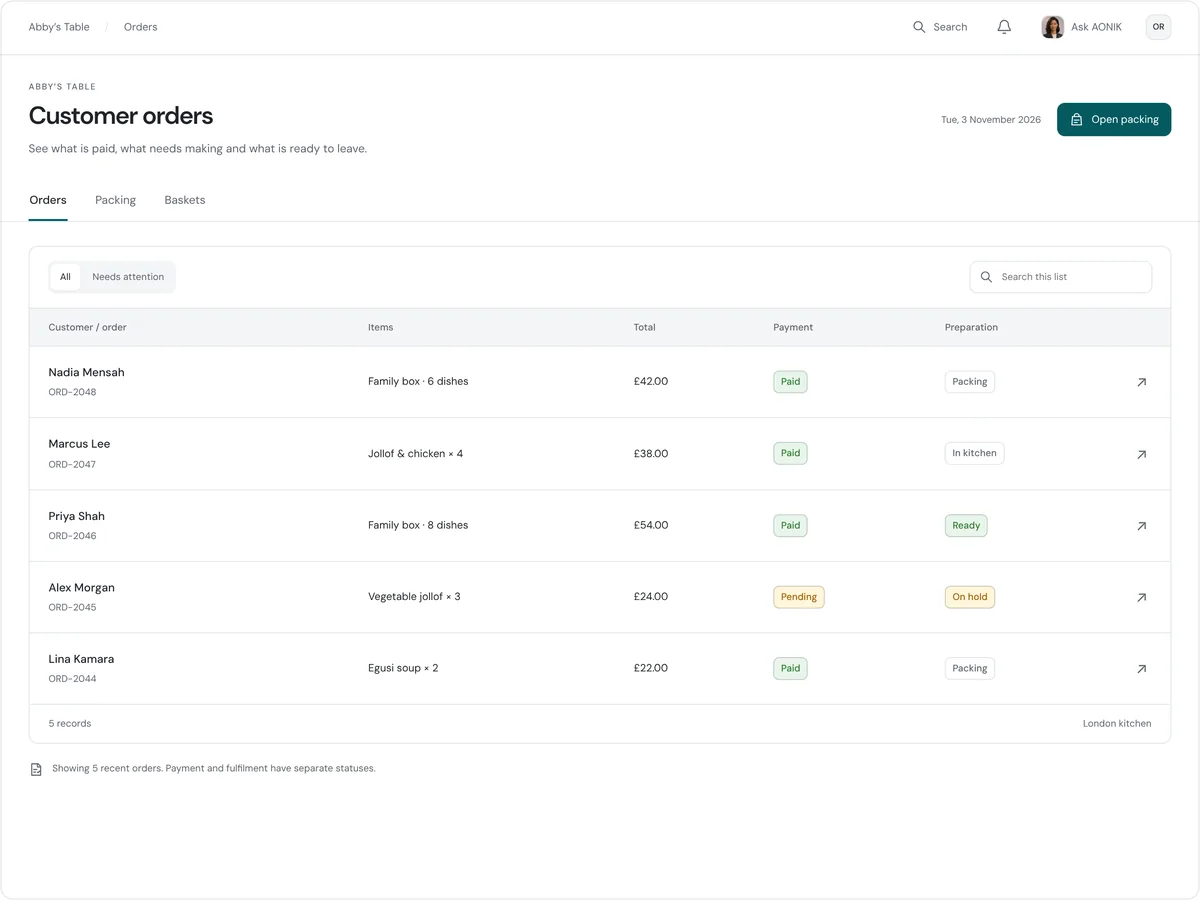 Abby's Table / Orders
Search
Ask AONIK
OR
ABBY'S TABLE
Customer orders
See what is paid, what needs making and what is ready to leave.
Tue, 3 November 2026
Open packing
Orders Packing Baskets
All Needs attention
Search this list
Customer / order Items Total Payment Preparation
Nadia Mensah
ORD-2048
Family box · 6 dishes £42.00 Paid Packing
Marcus Lee
ORD-2047
Jollof & chicken × 4 £38.00 Paid In kitchen
Priya Shah
ORD-2046
Family box · 8 dishes £54.00 Paid Ready
Alex Morgan
ORD-2045
Vegetable jollof × 3 £24.00 Pending On hold
Lina Kamara
ORD-2044
Egusi soup × 2 £22.00 Paid Packing
5 records London kitchen
Showing 5 recent orders. Payment and fulfilment have separate statuses.